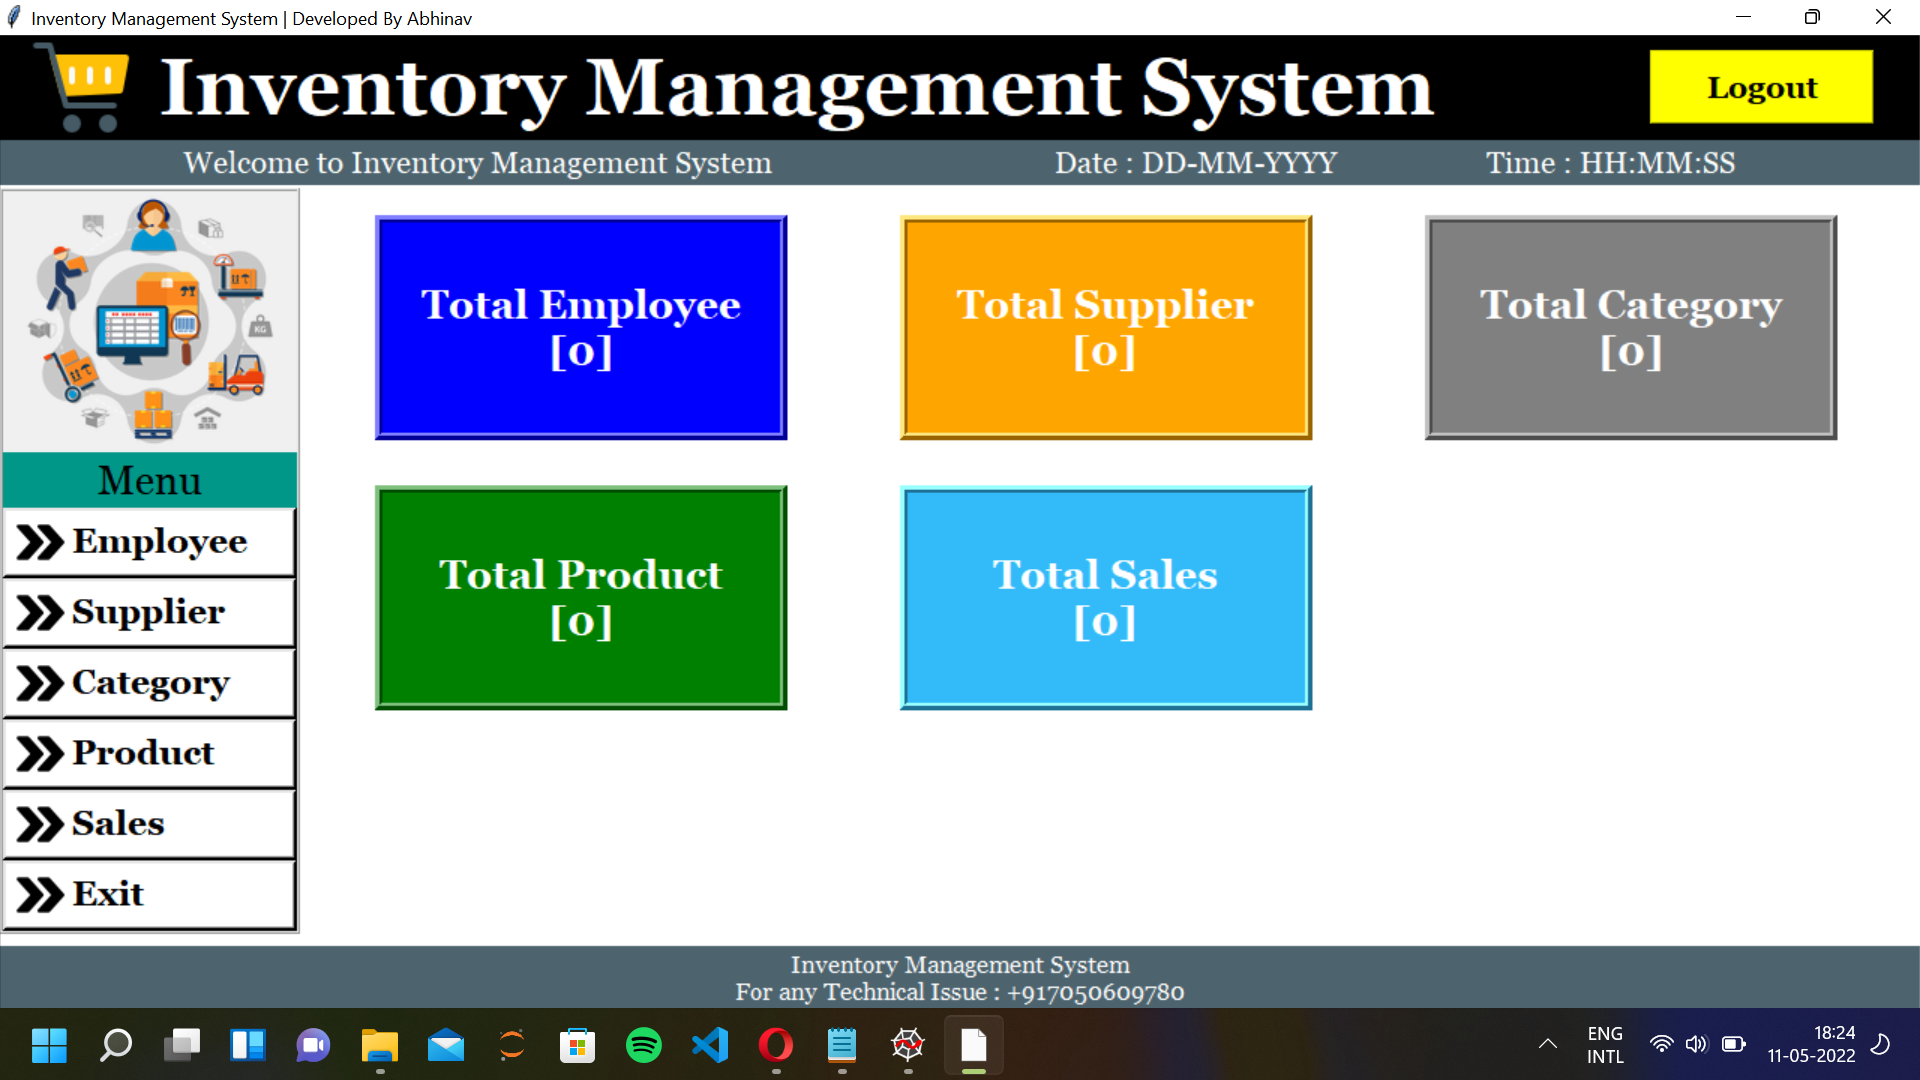 Inventory Management System | Developed By Abhinav
Inventory Management System
Logout
Welcome to Inventory Management System
Date : DD-MM-YYYY
Time : HH:MM:SS
KG
Total Employee
[0]
Total Supplier
[0]
Total Category
[0]
Menu
Employee
Supplier
Category
Product
Sales
Exit
Total Product
[0]
Total Sales
[0]
Inventory Management System
For any Technical Issue : +917050609780
ENG
INTL
18:24
11-05-2022